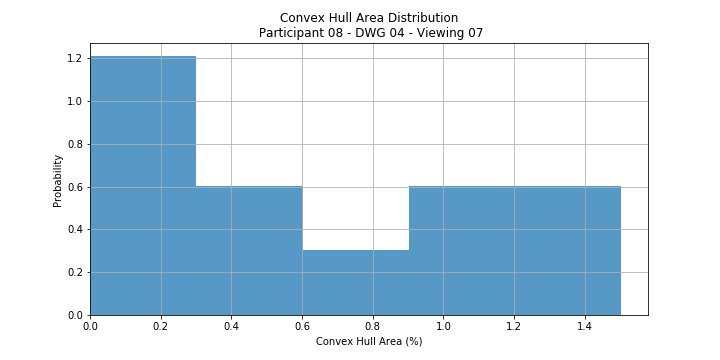 Convex Hull Area Distribution
Participant 08 - DWG 04 - Viewing 07
1.2
1.0
0.8
0.6
0.4
0.2
0.0
Probability
0.0 0.2 0.4 0.6 0.8 1.0 1.2 1.4
Convex Hull Area (%)